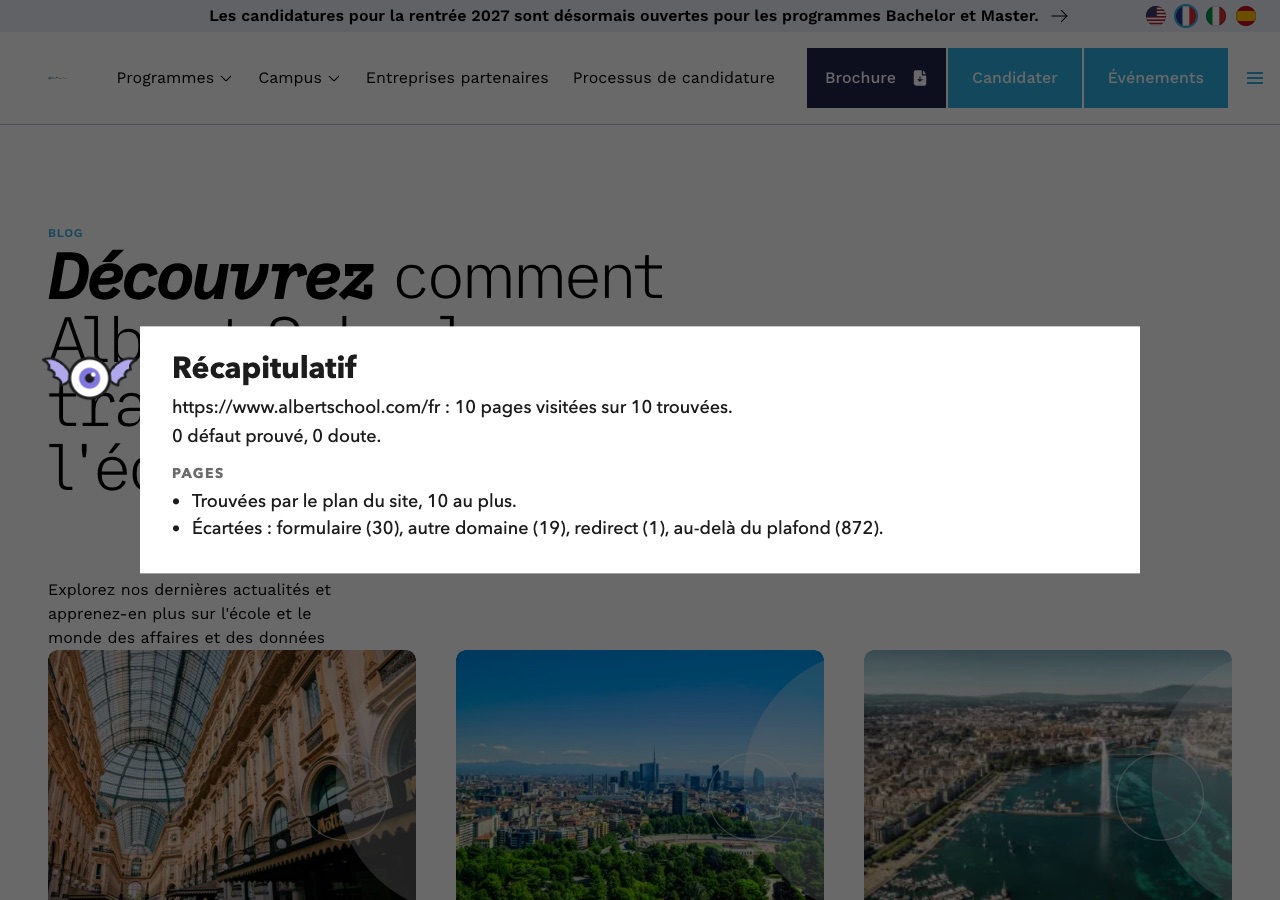 Les candidatures pour la rentrée 2027 sont désormais ouvertes pour les programmes Bachelor et Master.
Programmes
Campus
Entreprises partenaires
Processus de candidature
Brochure
Candidater
Événements
BLOG
Découvrez comment
Récapitulatif
https://www.albertschool.com/fr : 10 pages visitées sur 10 trouvées.
0 défaut prouvé, 0 doute.
PAGES
• Trouvées par le plan du site, 10 au plus.
• Écartées : formulaire (30), autre domaine (19), redirect (1), au-delà du plafond (872).
Explorez nos dernières actualités et
apprenez-en plus sur l'école et le
monde des affaires et des données